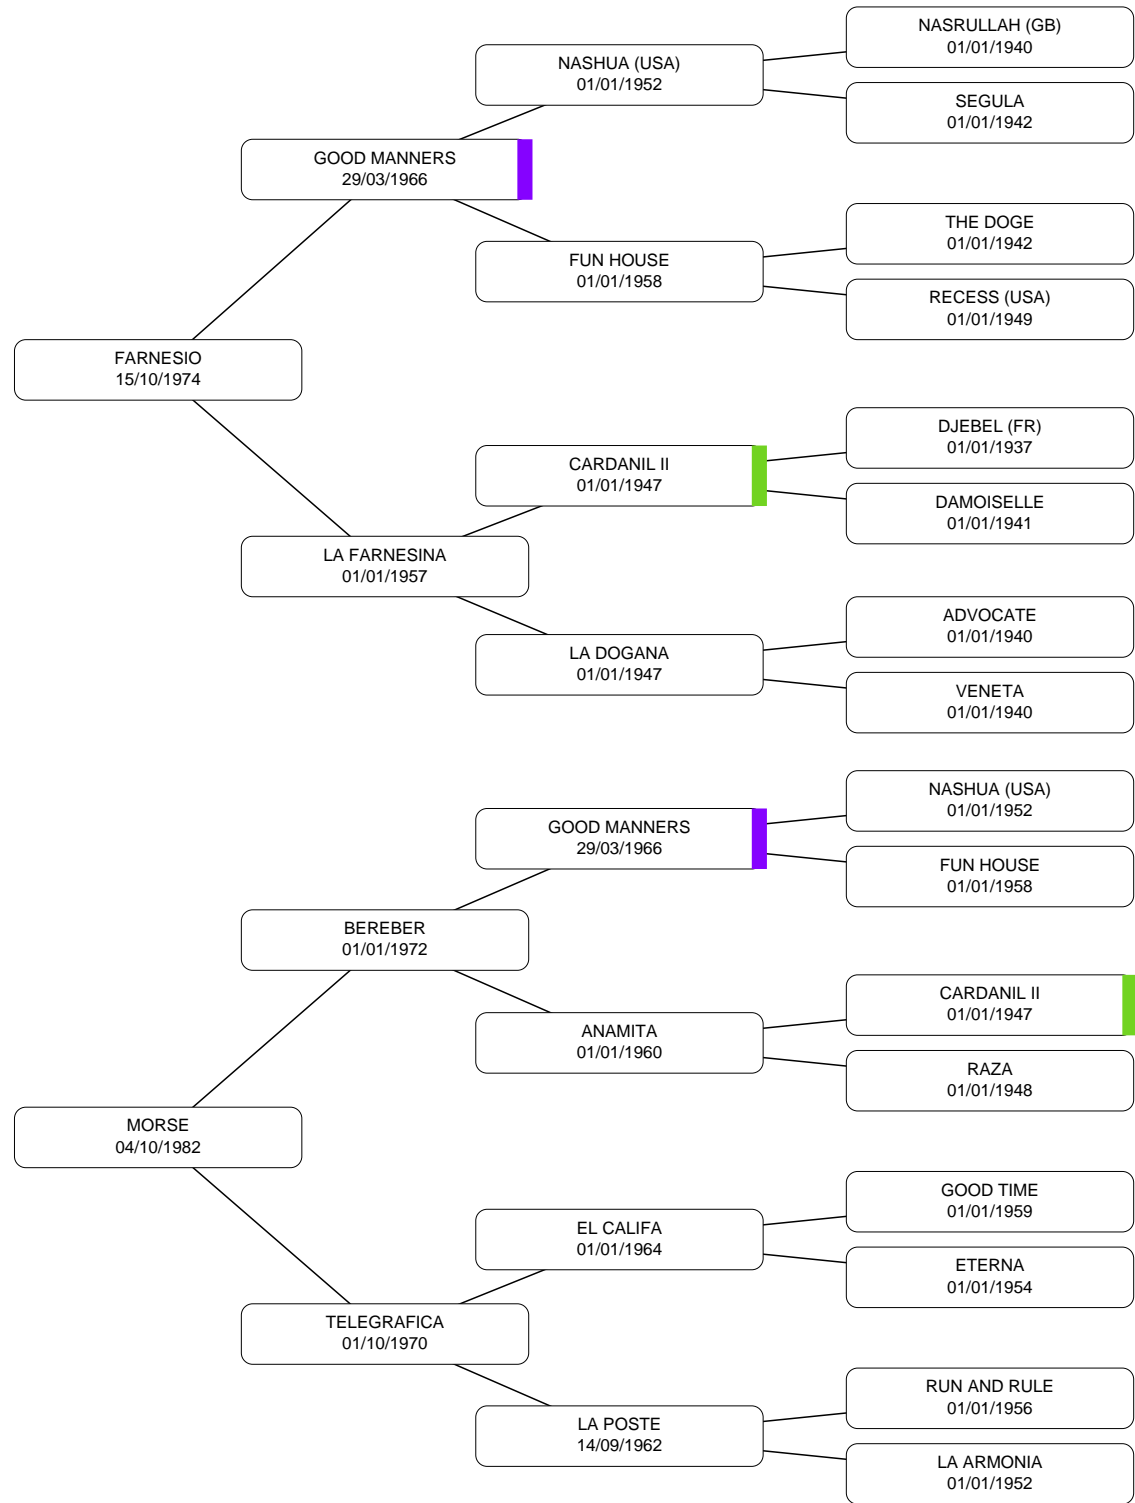 NASRULLAH (GB)
01/01/1940
NASHUA (USA)
01/01/1952
SEGULA
01/01/1942
GOOD MANNERS
29/03/1966
THE DOGE
01/01/1942
FUN HOUSE
01/01/1958
RECESS (USA)
01/01/1949
FARNESIO
15/10/1974
DJEBEL (FR)
01/01/1937
CARDANIL II
01/01/1947
DAMOISELLE
01/01/1941
LA FARNESINA
01/01/1957
ADVOCATE
01/01/1940
LA DOGANA
01/01/1947
VENETA
01/01/1940
NASHUA (USA)
01/01/1952
GOOD MANNERS
29/03/1966
FUN HOUSE
01/01/1958
BEREBER
01/01/1972
CARDANIL II
01/01/1947
ANAMITA
01/01/1960
RAZA
01/01/1948
MORSE
04/10/1982
GOOD TIME
01/01/1959
EL CALIFA
01/01/1964
ETERNA
01/01/1954
TELEGRAFICA
01/10/1970
RUN AND RULE
01/01/1956
LA POSTE
14/09/1962
LA ARMONIA
01/01/1952